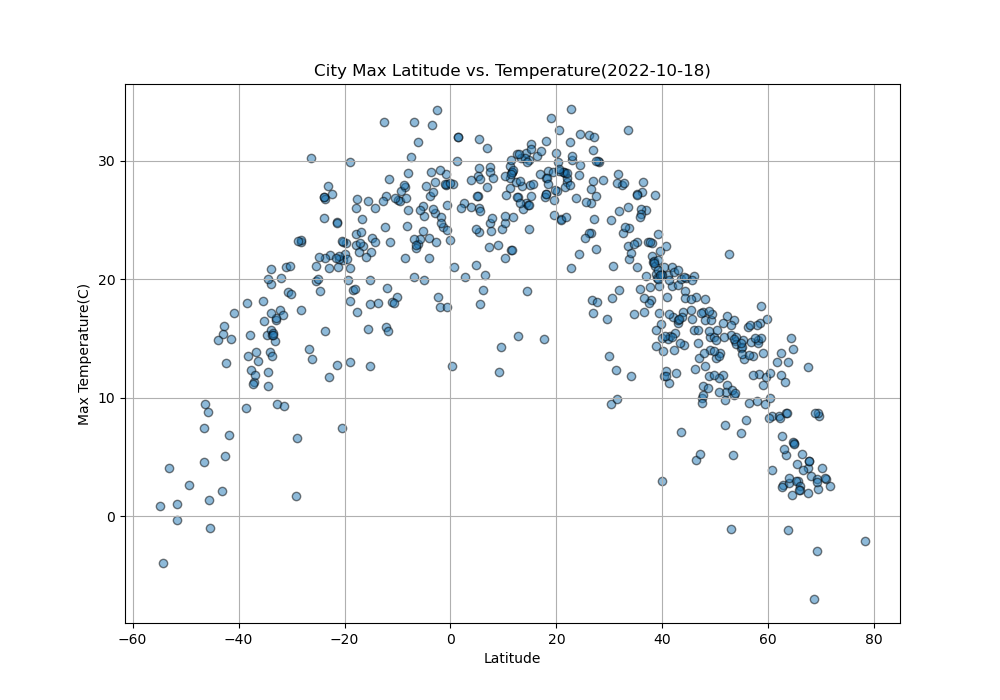 City Max Latitude vs. Temperature(2022-10-18)
Max Temperature(C)
30
20
10
0
−60 −40 −20 0 20 40 60 80
Latitude